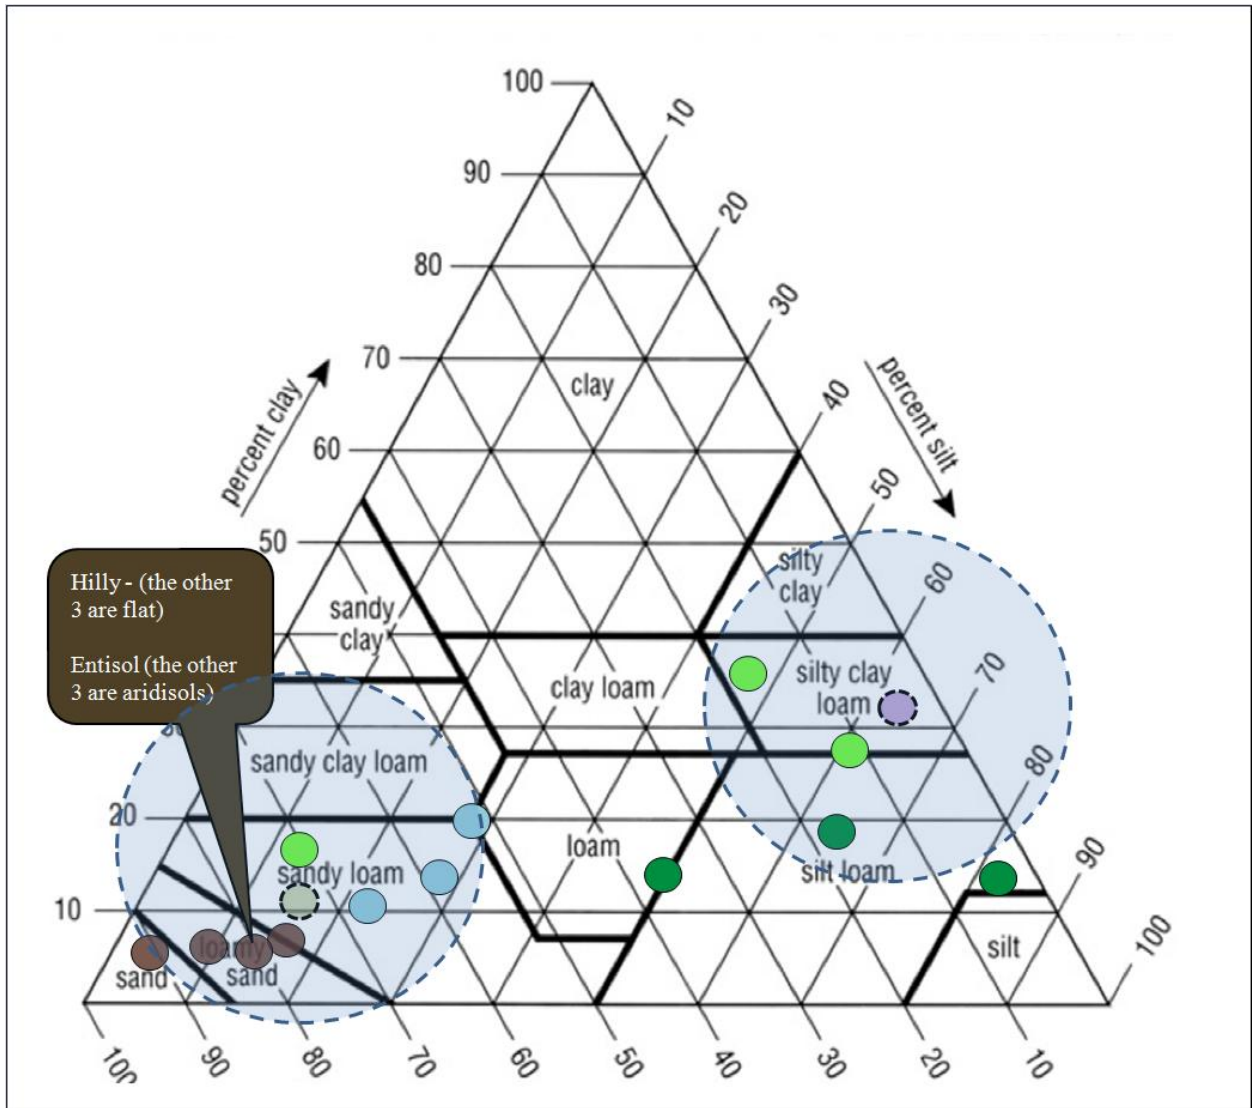 100
10
90
20
80
30
70
clay
40
percent clay
percent silt
60
50
50
silty
clay
60
Hilly - (the other
3 are flat)
Entisol (the other
3 are aridisols)
sandy
clay
clay loam
silty clay
loam
70
30
sandy clay loam
80
20
loam
sandy loam
silt loam
90
10
loamy
sand
sand
silt
100
100
90
80
70
60
50
40
30
20
10